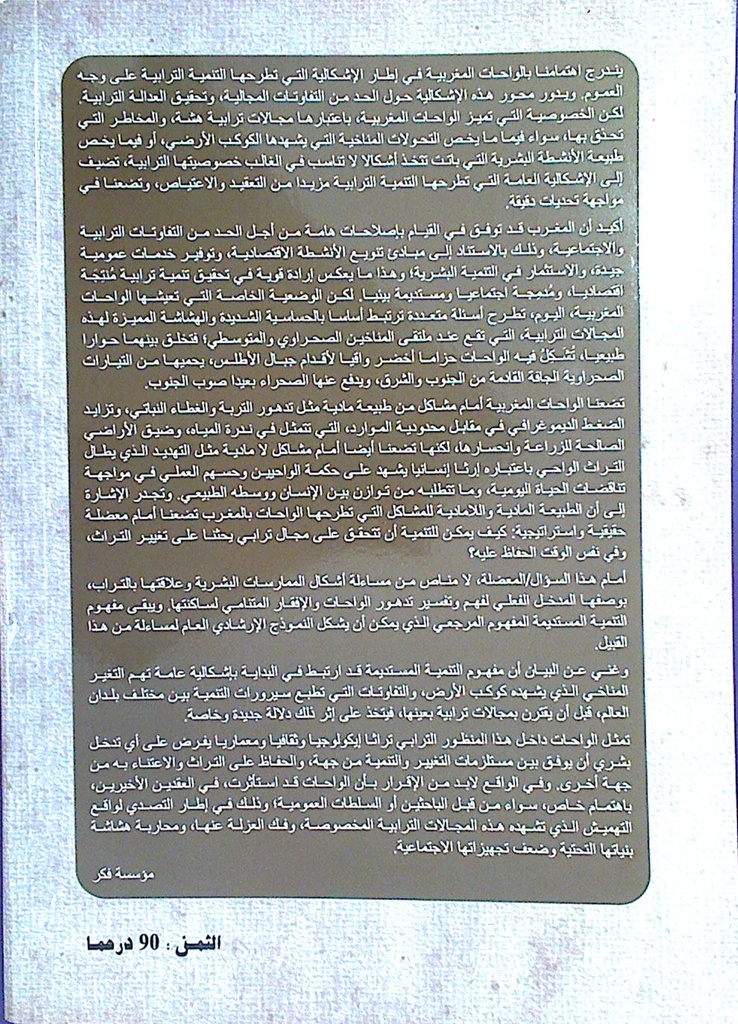 يندرج اهتمامنا بالواحات المغربية في إطار الإشكالية التي تطرحها التنمية الترابية على وجه
العموم. ويدور محور هذه الإشكالية حول الحد من التفاوتات المجالية، وتحقيق العدالة الترابية.
لكن الخصوصية التي تميز الواحات المغربية، باعتبارها مجالات ترابية هشة، والمخاطر التي
تحدق بها، سواء فيما ما يخص التحولات المناخية التي يشهدها الكوكب الأرضي، أو فيما يخص
طبيعة الأنشطة البشرية التي باتت تتخذ أشكالا لا تناسب في الغالب خصوصيتها الترابية، تضيف
إلى الإشكالية العامة التي تطرحها التنمية الترابية مزيدا من التعقيد والاعتياص، وتضعنا في
مواجهة تحديات دقيقة.
أكيد أن المغرب قد توفق في القيام بإصلاحات هامة من أجل الحد من التفاوتات الترابية
والاجتماعية، وذلك بالاستناد إلى مبادئ تنويع الأنشطة الاقتصادية، وتوفير خدمات عمومية
جيدة، والاستثمار في التنمية البشرية؛ وهذا ما يعكس إرادة قوية في تحقيق تنمية ترابية مُنتجَة
اقتصاديا، ومُدمِجة اجتماعيا ومستديمة بيئيا. لكن الوضعية الخاصة التي تعيشها الواحات
المغربية، اليوم، تطرح أسئلة متعددة ترتبط أساسا بالحساسية الشديدة والهشاشة المميزة لهذه
المجالات الترابية، التي تقع عند ملتقى المناخين الصحراوي والمتوسطي؛ فتخلق بينهما حوارا
طبيعيا، تُشكِلُ فيه الواحات حزاما أخضر واقيا لأقدام جبال الأطلس، يحميها من التيارات
الصحراوية الجافة القادمة من الجنوب والشرق، ويدفع عنها الصحراء بعيدا صوب الجنوب.
تضعنا الواحات المغربية أمام مشاكل من طبيعة مادية مثل تدهور التربة والغطاء النباتي، وتزايد
الضغط الديموغرافي في مقابل محدودية الموارد، التي تتمثل في ندرة المياه، وضيق الأراضي
الصالحة للزراعة وانحسارها، لكنها تضعنا أيضا أمام مشاكل لا مادية مثل التهديد الذي يطال
التراث الواحي باعتباره إرثا إنسانيا يشهد على حكمة الواحيين وحسهم العملي في مواجهة
تناقضات الحياة اليومية، وما تتطلبه من توازن بين الإنسان ووسطه الطبيعي. وتجدر الإشارة
إلى أن الطبيعة المادية واللامادية للمشاكل التي تطرحها الواحات بالمغرب تضعنا أمام معضلة
حقيقية واستراتيجية: كيف يمكن للتنمية أن تتحقق على مجال ترابي يحثنا على تغيير التراث،
وفي نفس الوقت الحفاظ عليه؟
أمام هذا السؤال/المعضلة، لا مناص من مساءلة أشكال الممارسات البشرية وعلاقتها بالتراب،
بوصفها المدخل الفعلي لفهم وتفسير تدهور الواحات والإفقار المتنامي لساكنتها. ويبقى مفهوم
التنمية المستديمة المفهوم المرجعي الذي يمكن أن يشكل النموذج الإرشادي العام لمساءلة من هذا
القبيل.
وغني عن البيان أن مفهوم التنمية المستديمة قد ارتبط في البداية بإشكالية عامة تهم التغير
المناخي الذي يشهده كوكب الأرض، والتفاوتات التي تطبع سيرورات التنمية بين مختلف بلدان
العالم، قبل أن يقترن بمجالات ترابية بعينها، فيتخذ على إثر ذلك دلالة جديدة وخاصة.
تمثل الواحات داخل هذا المنظور الترابي تراثا إيكولوجيا وثقافيا ومعماريا يفرض على أي تدخل
بشري أن يوفق بين مستلزمات التغيير والتنمية من جهة، والحفاظ على التراث والاعتناء به من
جهة أخرى. وفي الواقع لابد من الإقرار بأن الواحات قد استأثرت، في العقدين الأخيرين،
باهتمام خاص، سواء من قبل الباحثين أو السلطات العمومية؛ وذلك في إطار التصدي لواقع
التهميش الذي تشهده هذه المجالات الترابية المخصوصة، وفك العزلة عنها، ومحاربة هشاشة
بنياتها التحتية وضعف تجهيزاتها الاجتماعية.
مؤسسة فكر
الثمن : 90 درهما